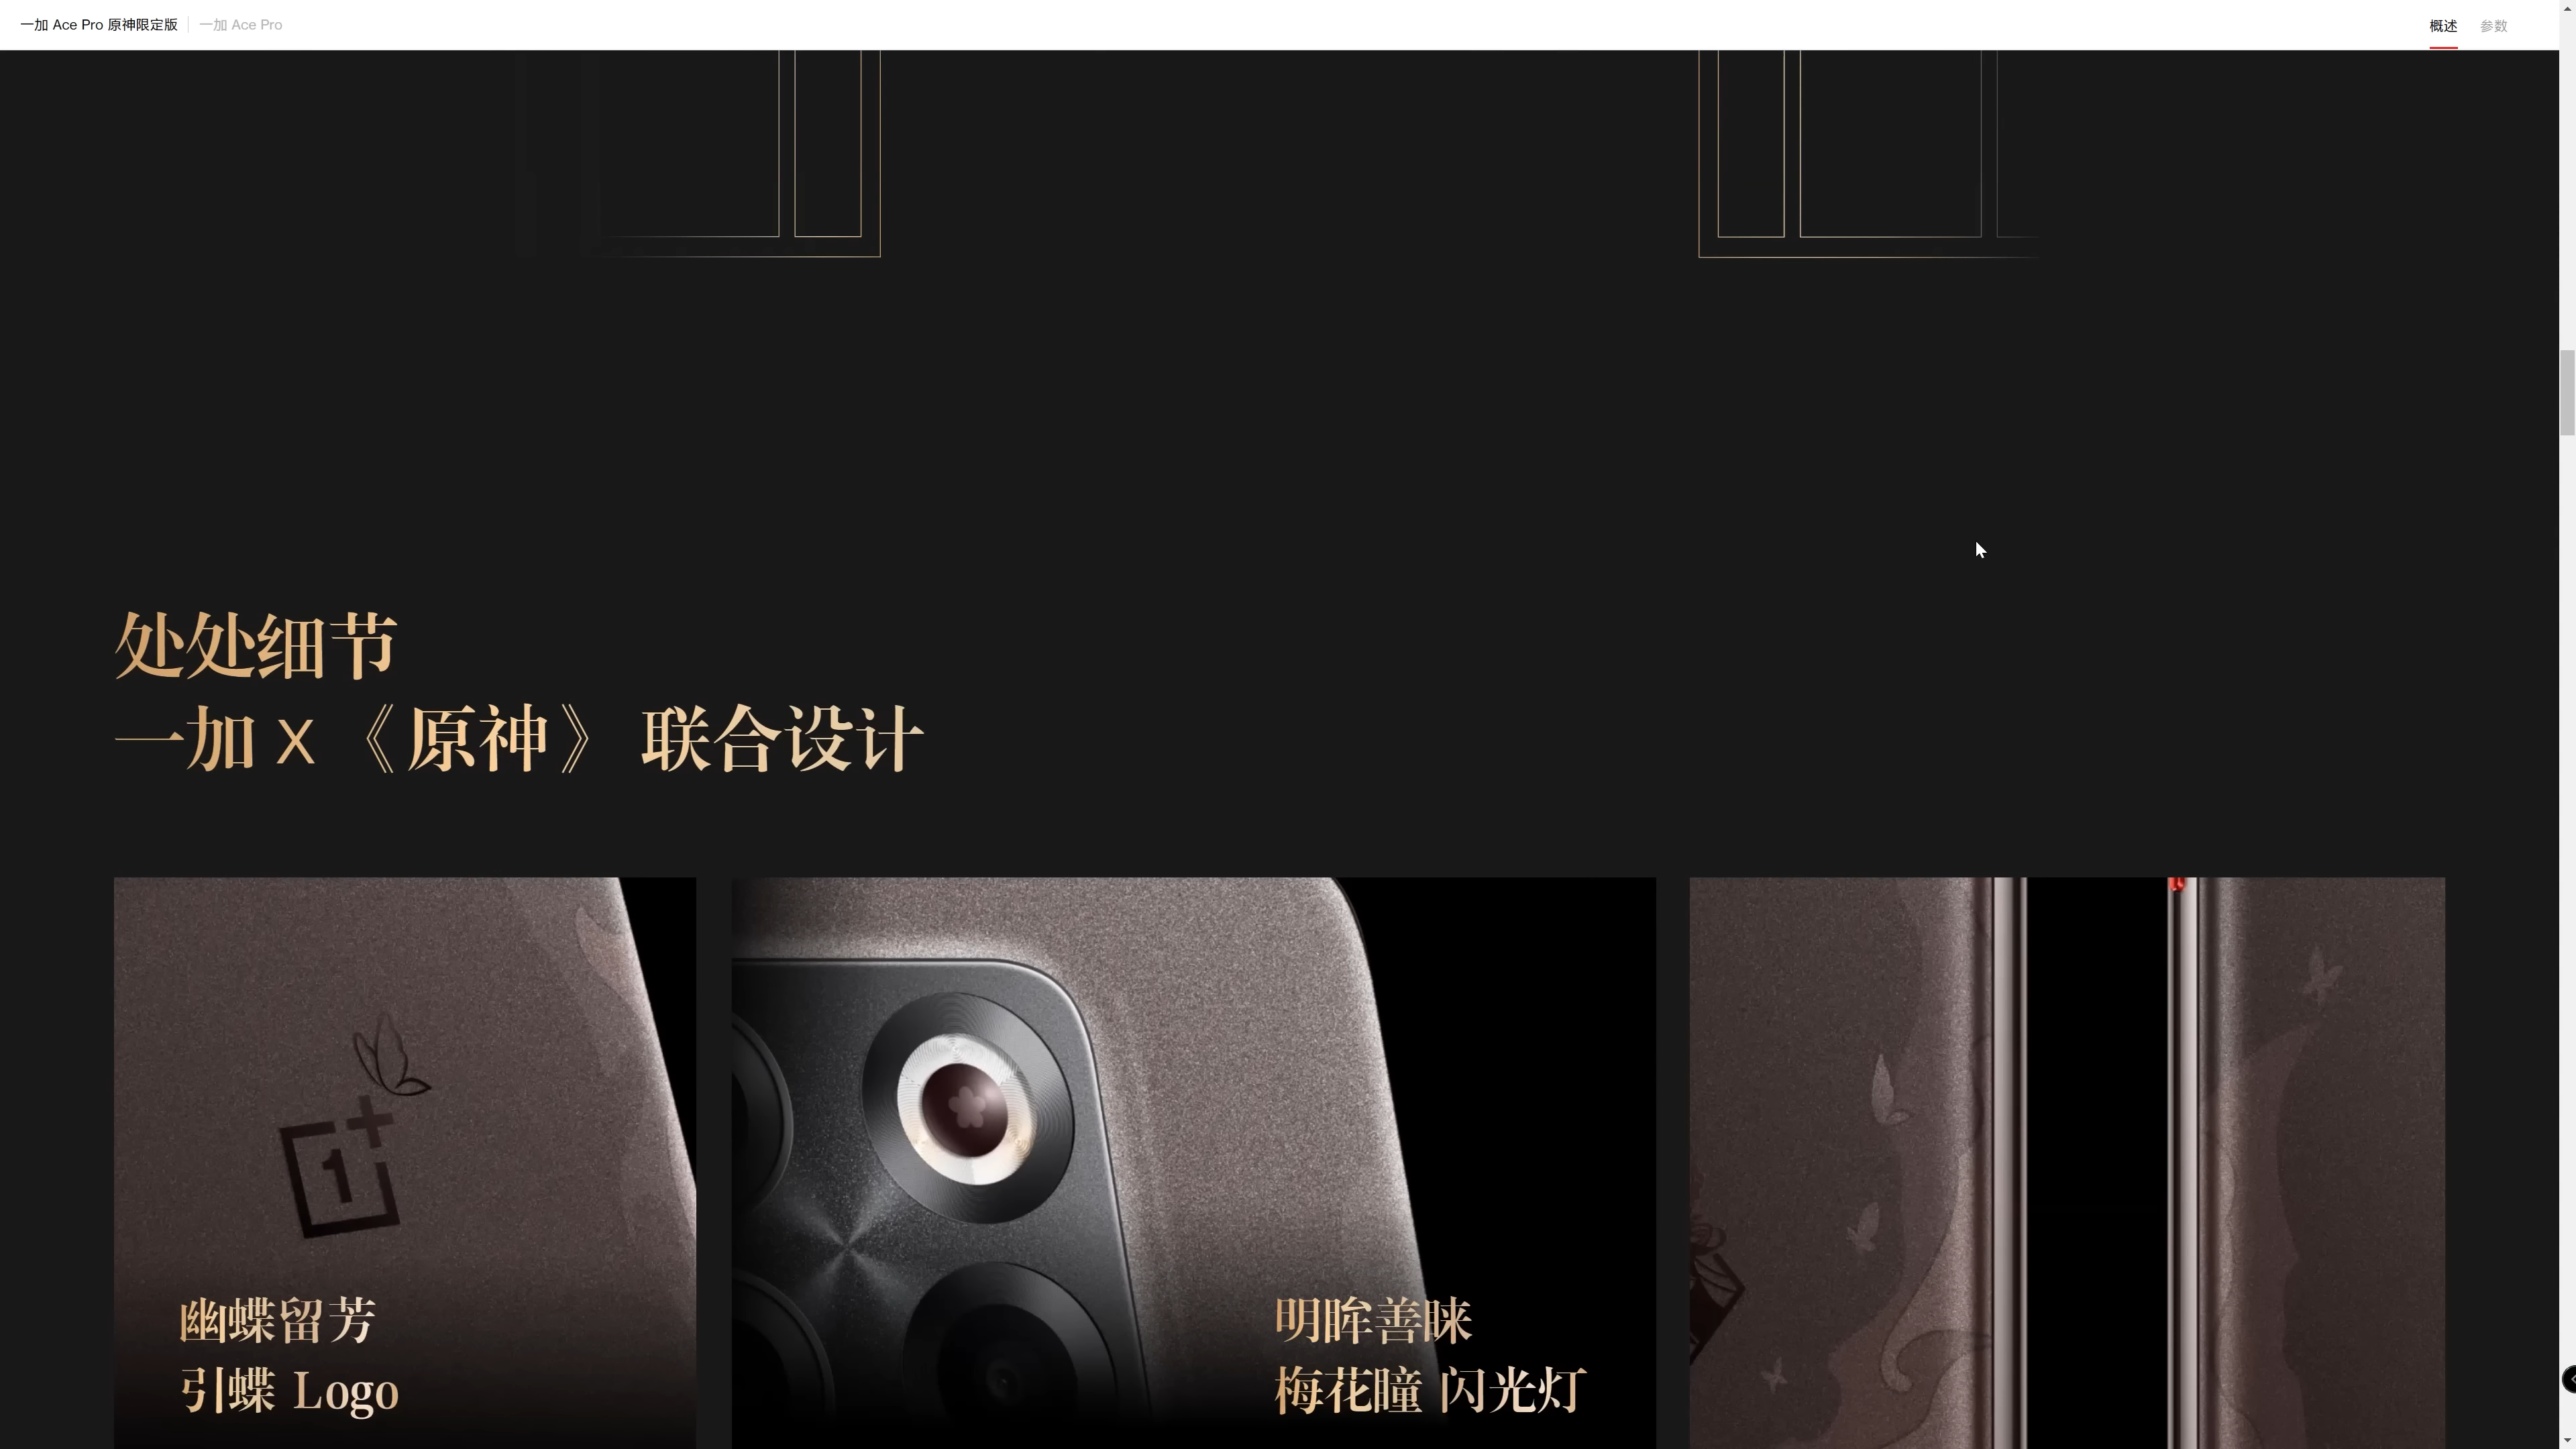 一加 Ace Pro 原神限定版
一加 Ace Pro
概述
参数
处处细节
一加 X 《原神》 联合设计
1+
幽蝶留芳
引蝶 Logo
明眸善睐
梅花瞳 闪光灯